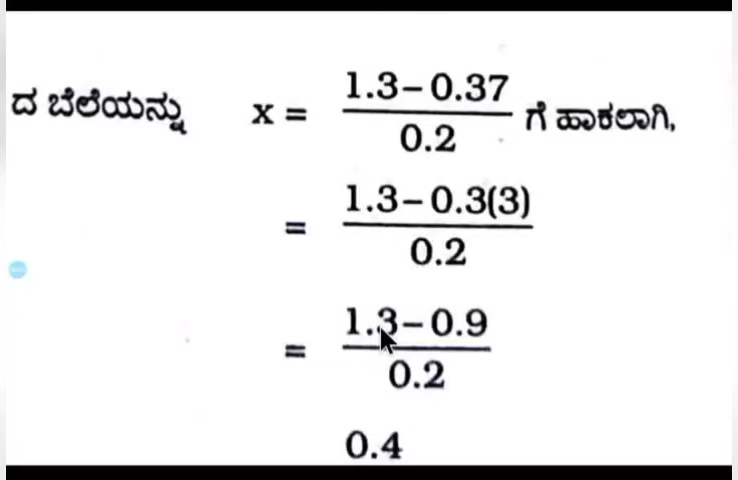 ದ ಬೆಲೆಯನ್ನು x = 1.3 – 0.37 / 0.2 ಗೆ ಹಾಕಲಾಗಿ,
= 1.3 – 0.3(3) / 0.2
= 1.3 – 0.9 / 0.2
0.4